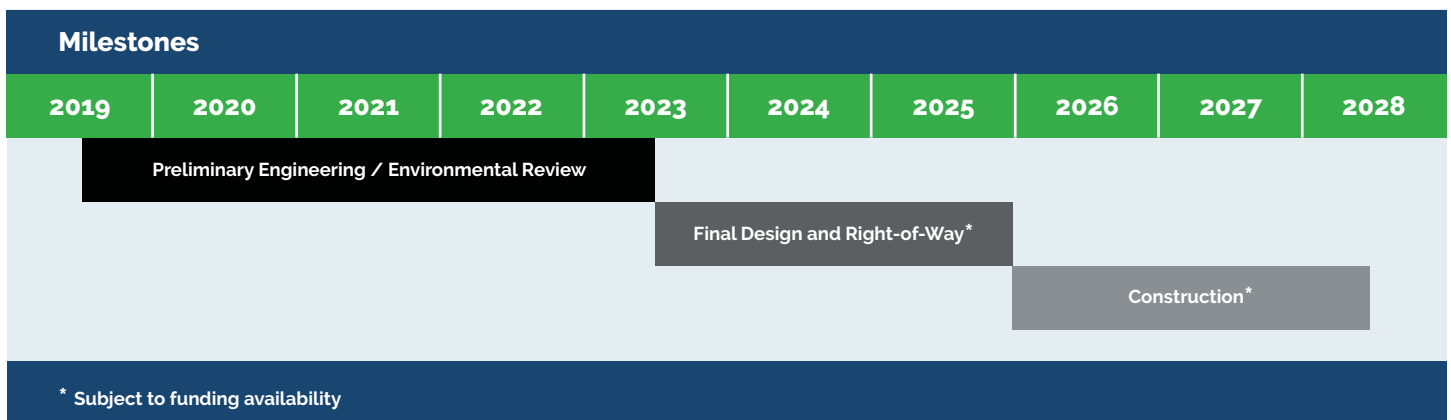 Milestones
2019 2020 2021 2022 2023 2024 2025 2026 2027 2028
Preliminary Engineering / Environmental Review
Final Design and Right-of-Way*
Construction*
* Subject to funding availability